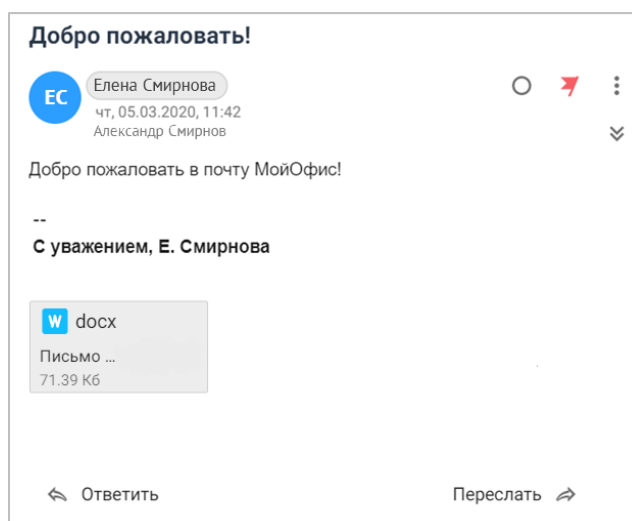 Добро пожаловать!
ЕС
Елена Смирнова
чт, 05.03.2020, 11:42
Александр Смирнов
Добро пожаловать в почту МойОфис!
--
С уважением, Е. Смирнова
W docx
Письмо ...
71.39 Кб
Ответить
Переслать